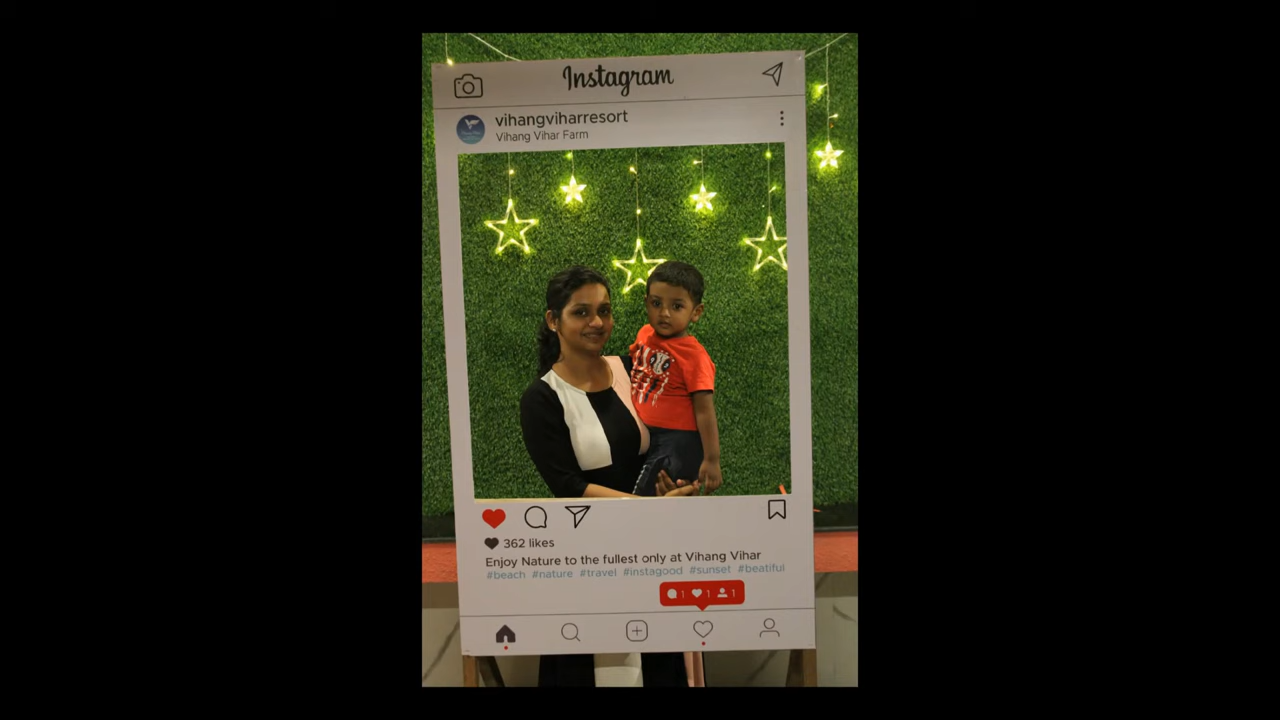 Instagram
vihangviharresort
Vihang Vihar Farm
362 likes
Enjoy Nature to the fullest only at Vihang Vihar
#beach #nature #travel #instagood #sunset #beatiful
1 1 1